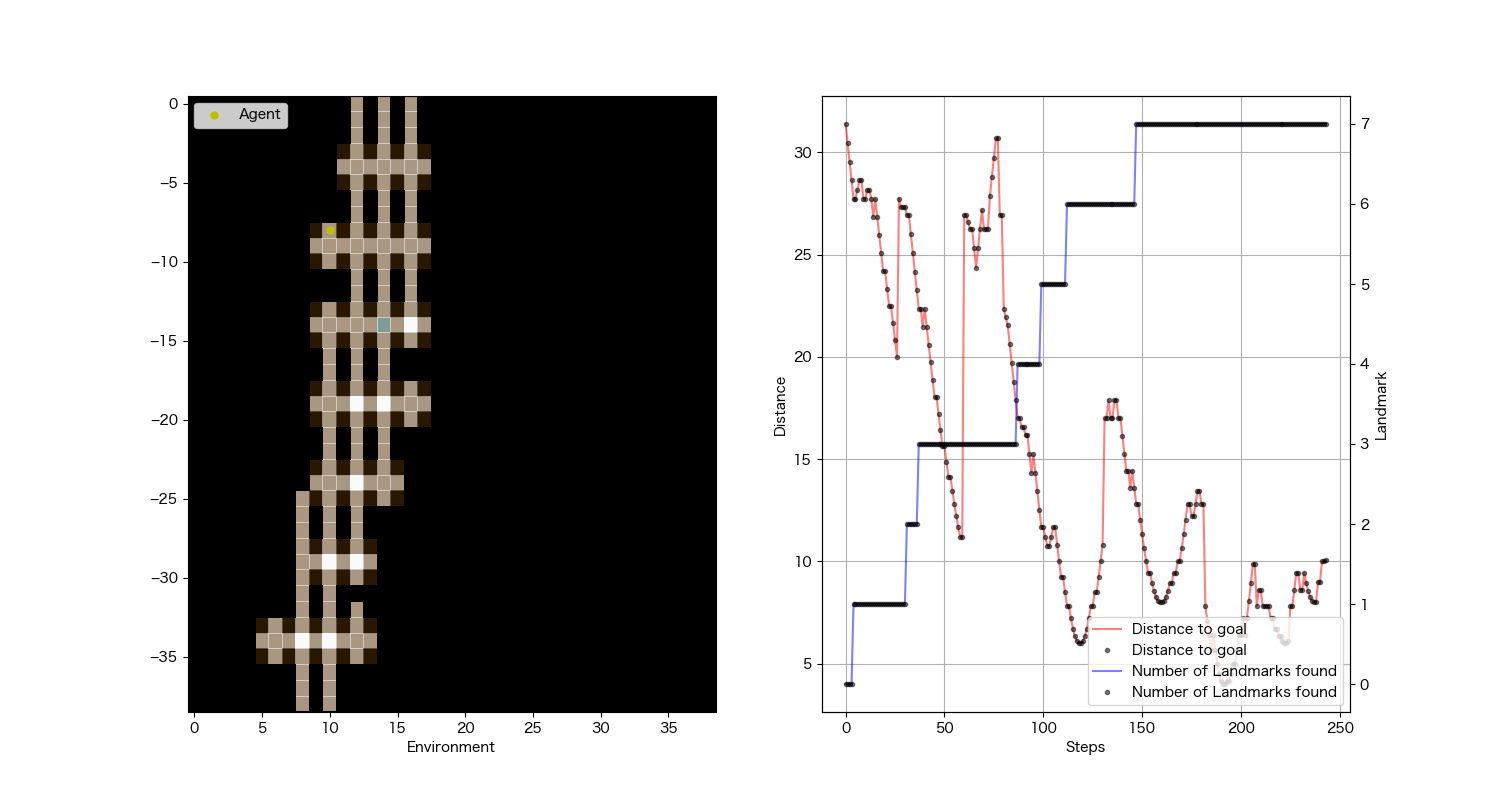 Agent
0
−5
−10
−15
−20
−25
−30
−35
0 5 10 15 20 25 30 35
Environment
Distance
30
25
20
15
10
5
0 50 100 150 200 250
Steps
7
6
5
4
3
2
1
0
Landmark
Distance to goal
Distance to goal
Number of Landmarks found
Number of Landmarks found